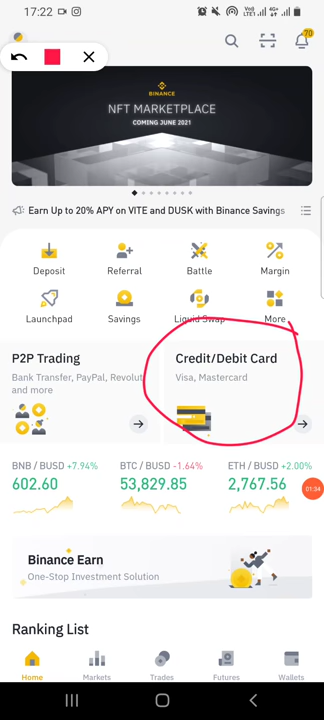 17:22
VoLTE1
4G+
VoLTE2
70
BINANCE
NFT MARKETPLACE
COMING JUNE 2021
Earn Up to 20% APY on VITE and DUSK with Binance Savings
Deposit Referral Battle Margin
Launchpad Savings Liquid Swap More
P2P Trading
Bank Transfer, PayPal, Revolut
and more
Credit/Debit Card
Visa, Mastercard
BNB / BUSD +7.94% BTC / BUSD -1.64% ETH / BUSD +2.00%
602.60 53,829.85 2,767.56
01:34
Binance Earn
One-Stop Investment Solution
Ranking List
Home Markets Trades Futures Wallets